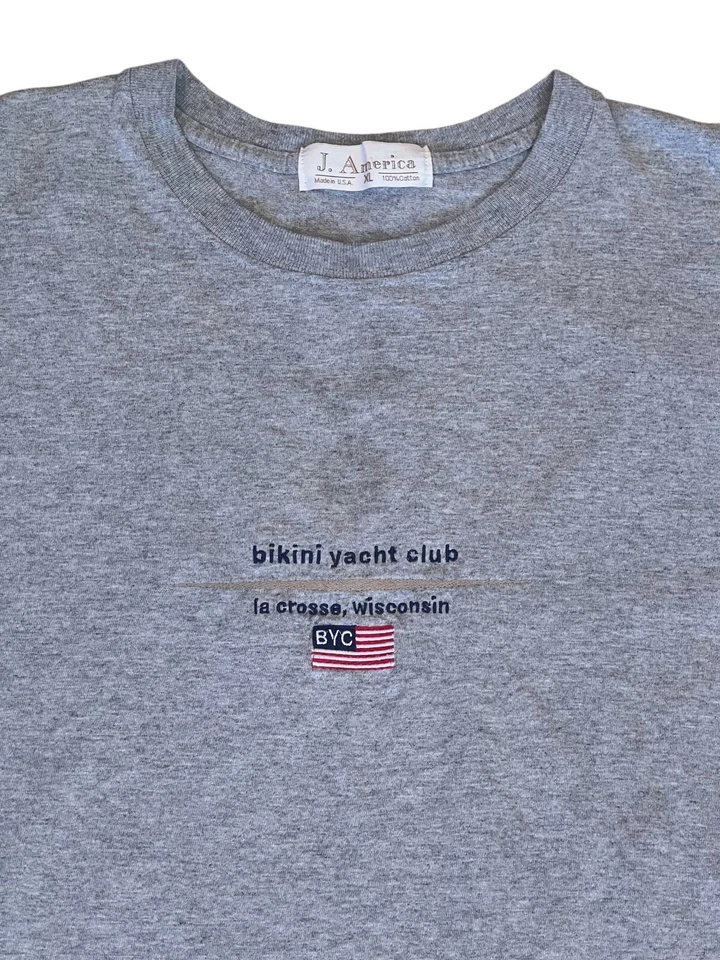 J. America
Made in U.S.A. XL 100% Cotton
bikini yacht club
la crosse, wisconsin
BYC